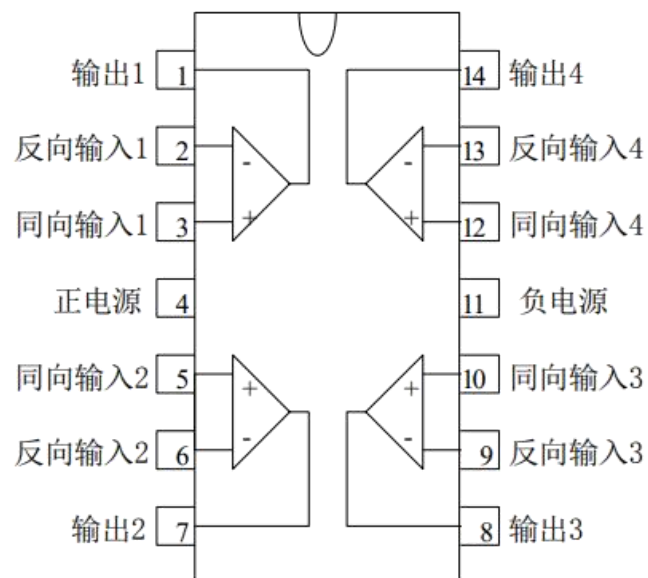 输出1 1 14 输出4
反向输入1 2 - - 13 反向输入4
同向输入1 3 + + 12 同向输入4
正电源 4 11 负电源
同向输入2 5 + + 10 同向输入3
反向输入2 6 - - 9 反向输入3
输出2 7 8 输出3